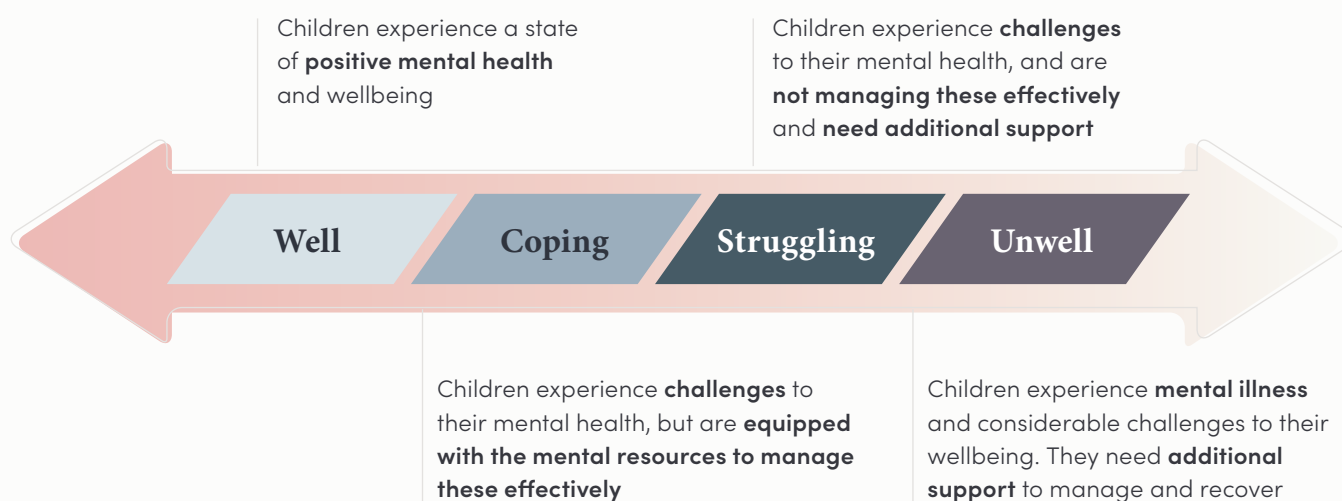 Children experience a state
of positive mental health
and wellbeing
Children experience challenges
to their mental health, and are
not managing these effectively
and need additional support
Well
Coping
Struggling
Unwell
Children experience challenges to
their mental health, but are equipped
with the mental resources to manage
these effectively
Children experience mental illness
and considerable challenges to their
wellbeing. They need additional
support to manage and recover